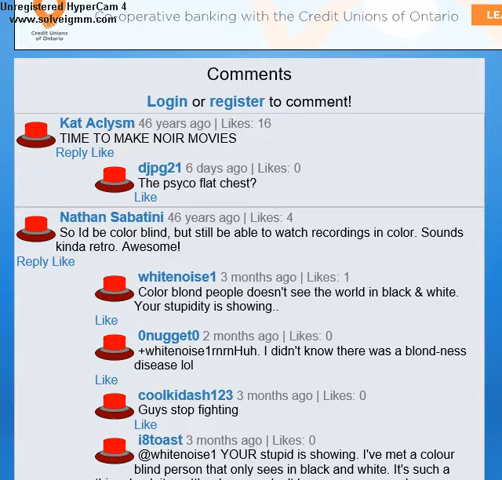 Unregistered HyperCam 4
www.solveigmm.com
Co-operative banking with the Credit Unions of Ontario
LEA
Credit Unions
of Ontario
Comments
Login or register to comment!
Kat Aclysm 46 years ago | Likes: 16
TIME TO MAKE NOIR MOVIES
Reply Like
djpg21 6 days ago | Likes: 0
The psyco flat chest?
Like
Nathan Sabatini 46 years ago | Likes: 4
So Id be color blind, but still be able to watch recordings in color. Sounds
kinda retro. Awesome!
Reply Like
whitenoise1 3 months ago | Likes: 1
Color blond people doesn't see the world in black & white.
Your stupidity is showing..
Like
0nugget0 2 months ago | Likes: 0
+whitenoise1rnrnHuh. I didn't know there was a blond-ness
disease lol
Like
coolkidash123 3 months ago | Likes: 0
Guys stop fighting
Like
i8toast 3 months ago | Likes: 0
@whitenoise1 YOUR stupid is showing. I've met a colour
blind person that only sees in black and white. It's such a